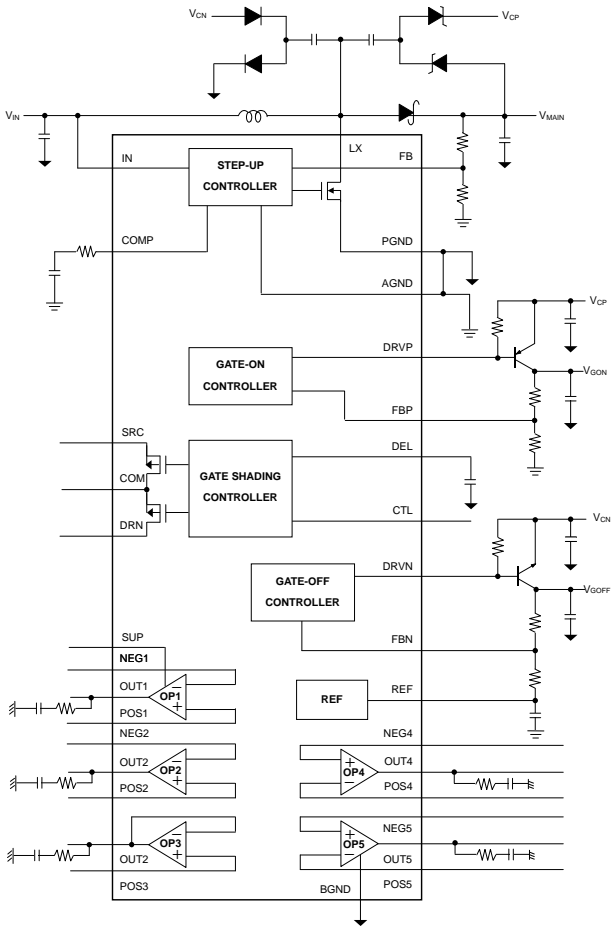 VCN
VCP
VIN
VMAIN
LX
IN
STEP-UP
CONTROLLER
FB
COMP
PGND
AGND
VCP
DRVP
GATE-ON
CONTROLLER
VGON
FBP
SRC
DEL
COM
GATE SHADING
CONTROLLER
CTL
DRN
VCN
DRVN
GATE-OFF
CONTROLLER
VGOFF
FBN
SUP
NEG1
OUT1
OP1
POS1
REF
REF
NEG2
NEG4
OUT2
OP2
POS2
OP4
OUT4
POS4
OP3
NEG5
OUT2
OP5
OUT5
POS3
BGND
POS5